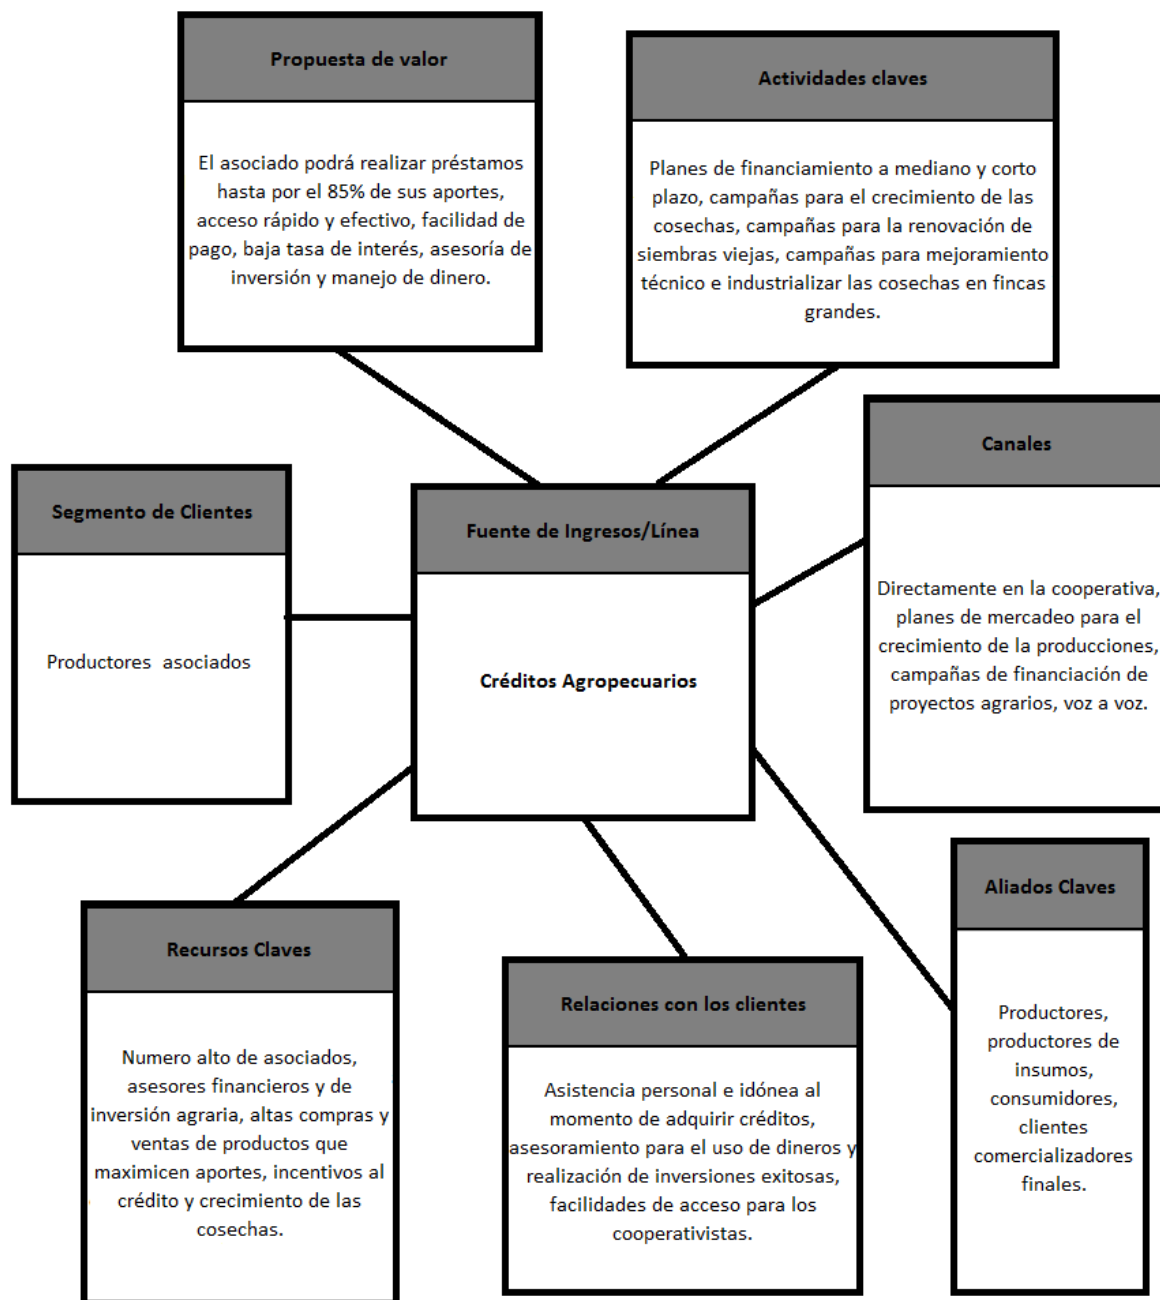 Propuesta de valor
El asociado podrá realizar préstamos
hasta por el 85% de sus aportes,
acceso rápido y efectivo, facilidad de
pago, baja tasa de interés, asesoría de
inversión y manejo de dinero.
Actividades claves
Planes de financiamiento a mediano y corto
plazo, campañas para el crecimiento de las
cosechas, campañas para la renovación de
siembras viejas, campañas para mejoramiento
técnico e industrializar las cosechas en fincas
grandes.
Canales
Directamente en la cooperativa,
planes de mercadeo para el
crecimiento de la producciones,
campañas de financiación de
proyectos agrarios, voz a voz.
Segmento de Clientes
Productores asociados
Fuente de Ingresos/Línea
Créditos Agropecuarios
Aliados Claves
Productores,
productores de
insumos,
consumidores,
clientes
comercializadores
finales.
Recursos Claves
Numero alto de asociados,
asesores financieros y de
inversión agraria, altas compras y
ventas de productos que
maximicen aportes, incentivos al
crédito y crecimiento de las
cosechas.
Relaciones con los clientes
Asistencia personal e idónea al
momento de adquirir créditos,
asesoramiento para el uso de dineros y
realización de inversiones exitosas,
facilidades de acceso para los
cooperativistas.